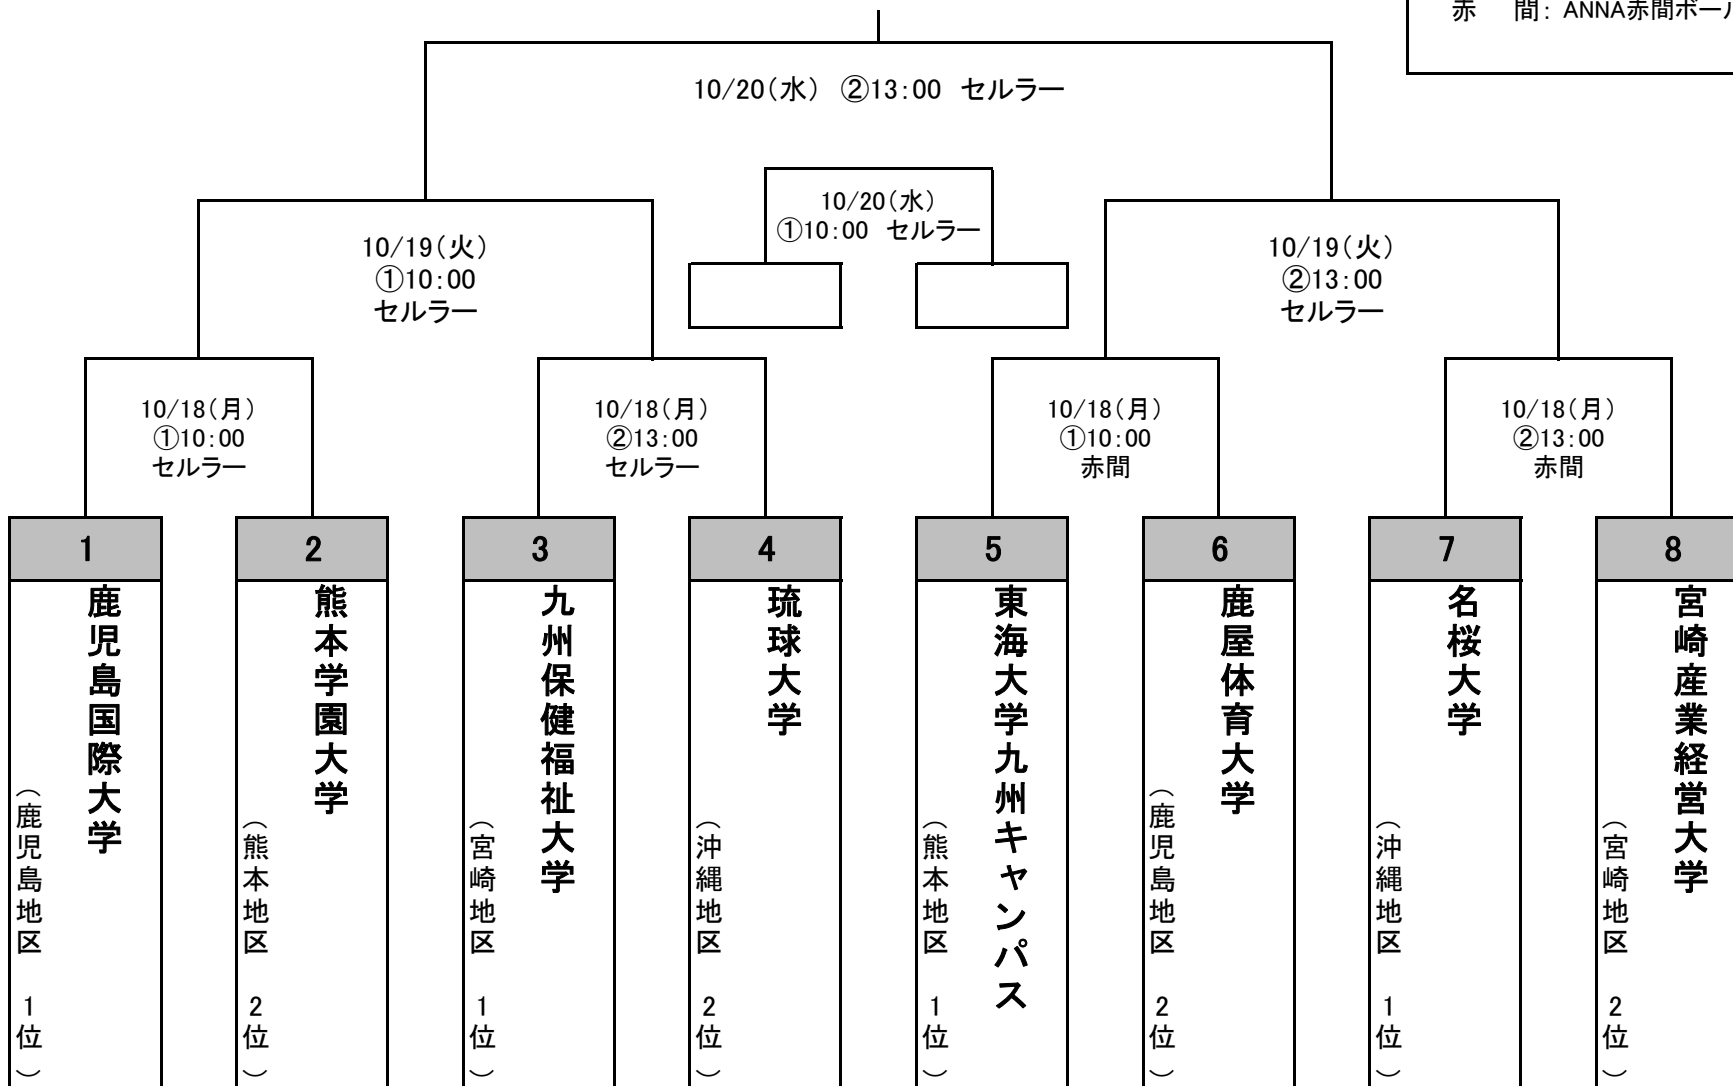 赤　間: ANNA赤間ボール
10/20(水) ②13:00 セルラー
10/20(水)
①10:00 セルラー
10/19(火)
①10:00
セルラー
10/19(火)
②13:00
セルラー
10/18(月)
①10:00
セルラー
10/18(月)
②13:00
セルラー
10/18(月)
①10:00
赤間
10/18(月)
②13:00
赤間
1
2
3
4
5
6
7
8
鹿児島国際大学
(鹿児島地区 1位)
熊本学園大学
(熊本地区 2位)
九州保健福祉大学
(宮崎地区 1位)
琉球大学
(沖縄地区 2位)
東海大学九州キャンパス
(熊本地区 1位)
鹿屋体育大学
(鹿児島地区 2位)
名桜大学
(沖縄地区 1位)
宮崎産業経営大学
(宮崎地区 2位)